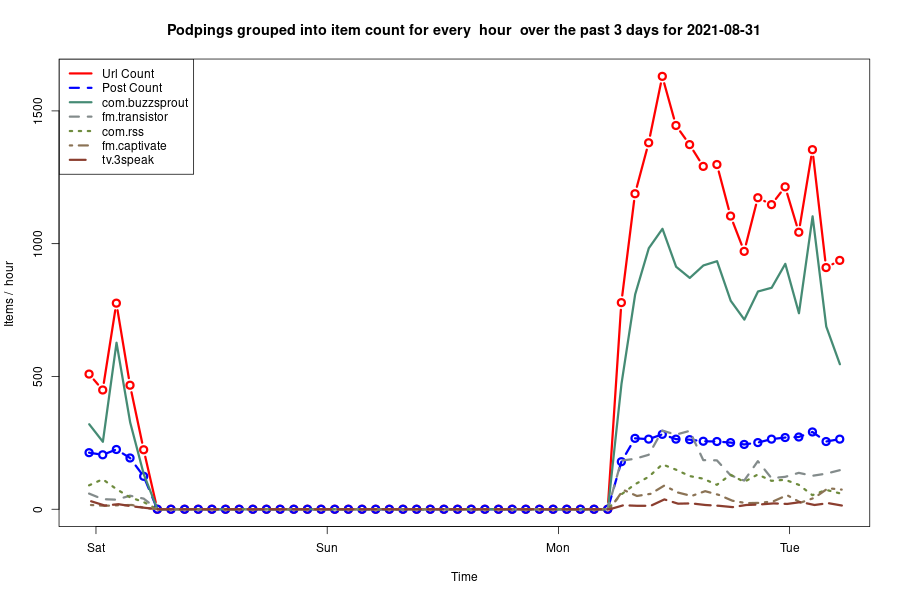 Podpings grouped into item count for every  hour  over the past 3 days for 2021-08-31
Url Count
Post Count
com.buzzsprout
fm.transistor
com.rss
fm.captivate
tv.3speak
Items /  hour
1500
1000
500
0
Sat
Sun
Mon
Tue
Time